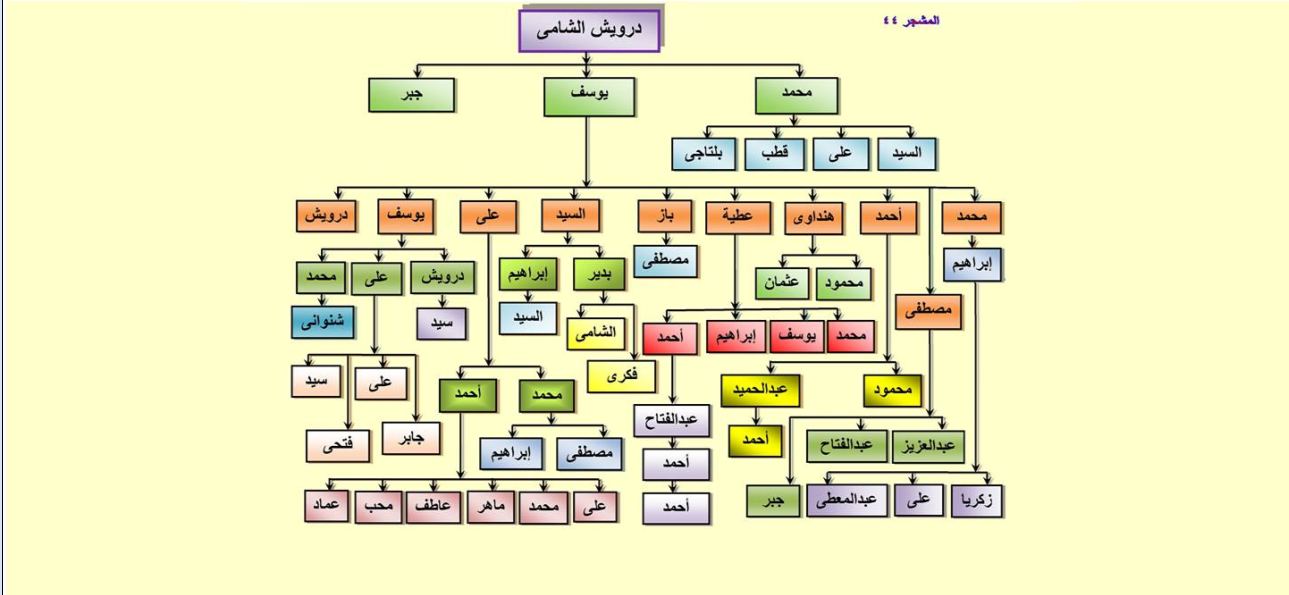 المشجر ٤٤
درويش الشامى
محمد
يوسف
جبر
السيد
على
قطب
بلتاجى
محمد
أحمد
هنداوى
عطية
باز
السيد
على
يوسف
درويش
إبراهيم
مصطفى
محمود
عثمان
مصطفى
بدير
إبراهيم
درويش
على
محمد
السيد
سيد
شنوانى
محمد
يوسف
إبراهيم
أحمد
الشامى
فكرى
على
سيد
محمود
عبدالحميد
محمد
أحمد
جابر
فتحى
عبدالفتاح
أحمد
عبدالعزيز
عبدالفتاح
مصطفى
إبراهيم
أحمد
زكريا
على
عبدالمعطى
جبر
أحمد
على
محمد
ماهر
عاطف
محب
عماد